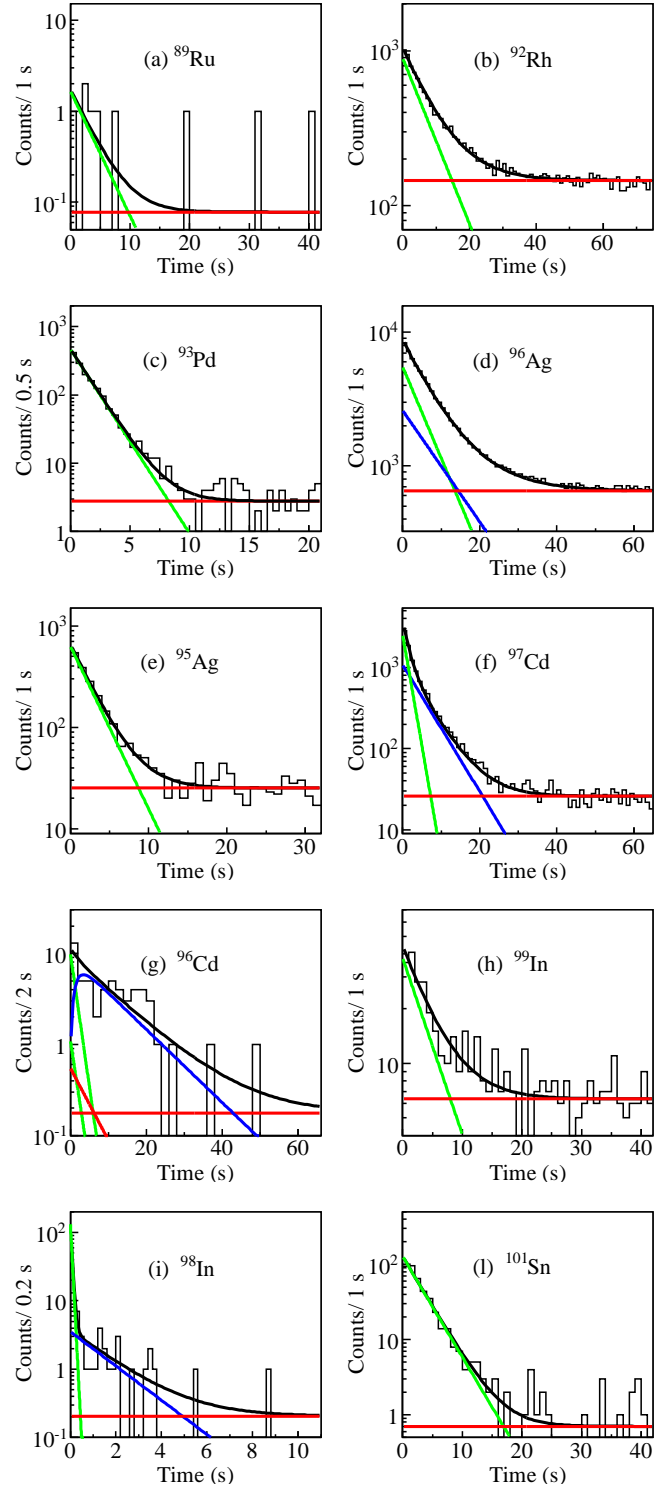 (a) ⁸⁹Ru
Counts/ 1 s
10
1
10⁻¹
0 10 20 30 40
Time (s)
(b) ⁹²Rh
Counts/ 1 s
10³
10²
0 20 40 60
Time (s)
(c) ⁹³Pd
Counts/ 0.5 s
10³
10²
10
1
0 5 10 15 20
Time (s)
(d) ⁹⁶Ag
Counts/ 1 s
10⁴
10³
0 20 40 60
Time (s)
(e) ⁹⁵Ag
Counts/ 1 s
10³
10²
10
0 10 20 30
Time (s)
(f) ⁹⁷Cd
Counts/ 1 s
10³
10²
10
0 20 40 60
Time (s)
(g) ⁹⁶Cd
Counts/ 2 s
10
1
10⁻¹
0 20 40 60
Time (s)
(h) ⁹⁹In
Counts/ 1 s
10
0 10 20 30 40
Time (s)
(i) ⁹⁸In
Counts/ 0.2 s
10²
10
1
10⁻¹
0 2 4 6 8 10
Time (s)
(l) ¹⁰¹Sn
Counts/ 1 s
10²
10
1
0 10 20 30 40
Time (s)